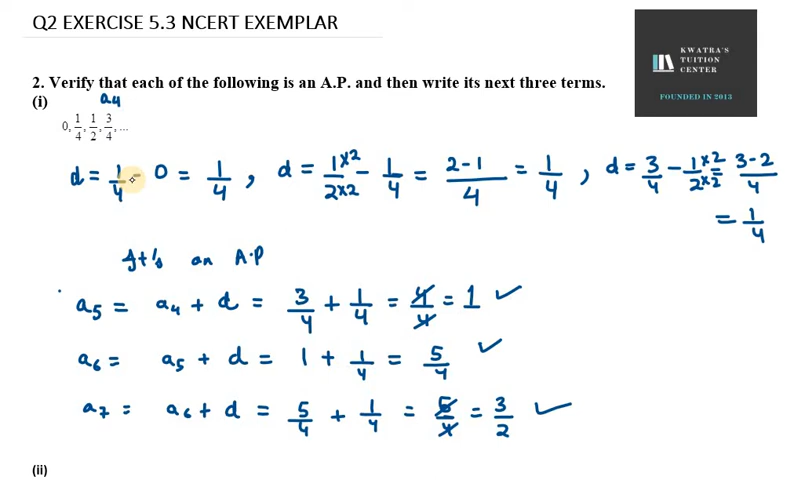 Q2 EXERCISE 5.3 NCERT EXEMPLAR
KWATRA'S
TUITION
CENTER
FOUNDED IN 2013
2. Verify that each of the following is an A.P. and then write its next three terms.
(i)
a4
0, 1/4, 1/2, 3/4, ...
d = 1/4 - 0 = 1/4 , d = 1×2/2×2 - 1/4 = 2-1/4 = 1/4 , d = 3/4 - 1×2/2×2 = 3-2/4
= 1/4
It's an A.P
a5 = a4 + d = 3/4 + 1/4 = 4/4 = 1 ✓
a6 = a5 + d = 1 + 1/4 = 5/4 ✓
a7 = a6 + d = 5/4 + 1/4 = 6/4 = 3/2 ✓
(ii)